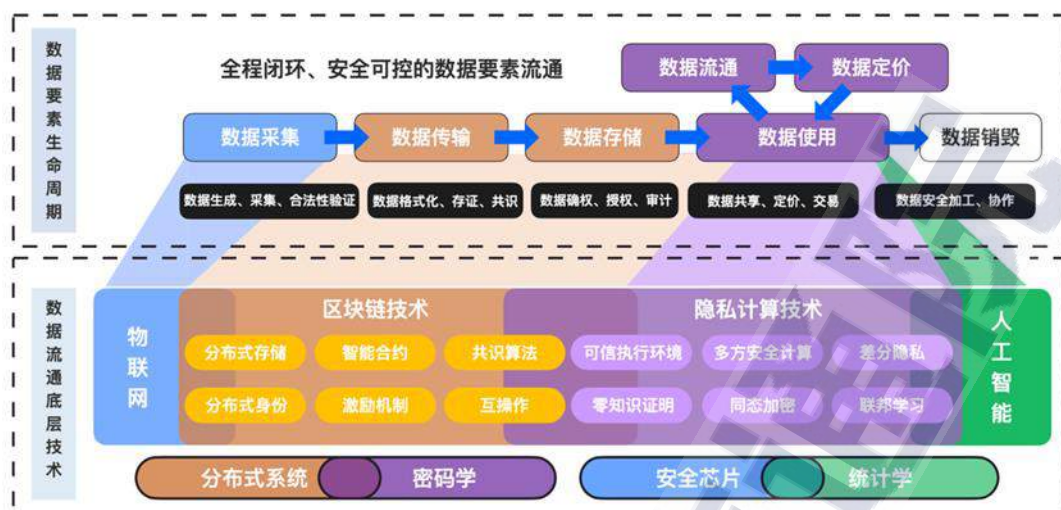 数据要素生命周期
全程闭环、安全可控的数据要素流通
数据流通
数据定价
数据采集
数据传输
数据存储
数据使用
数据销毁
数据生成、采集、合法性验证
数据格式化、存证、共识
数据确权、授权、审计
数据共享、定价、交易
数据安全加工、协作
数据流通底层技术
物联网
区块链技术
隐私计算技术
人工智能
分布式存储
智能合约
共识算法
可信执行环境
多方安全计算
差分隐私
分布式身份
激励机制
互操作
零知识证明
同态加密
联邦学习
分布式系统
密码学
安全芯片
统计学